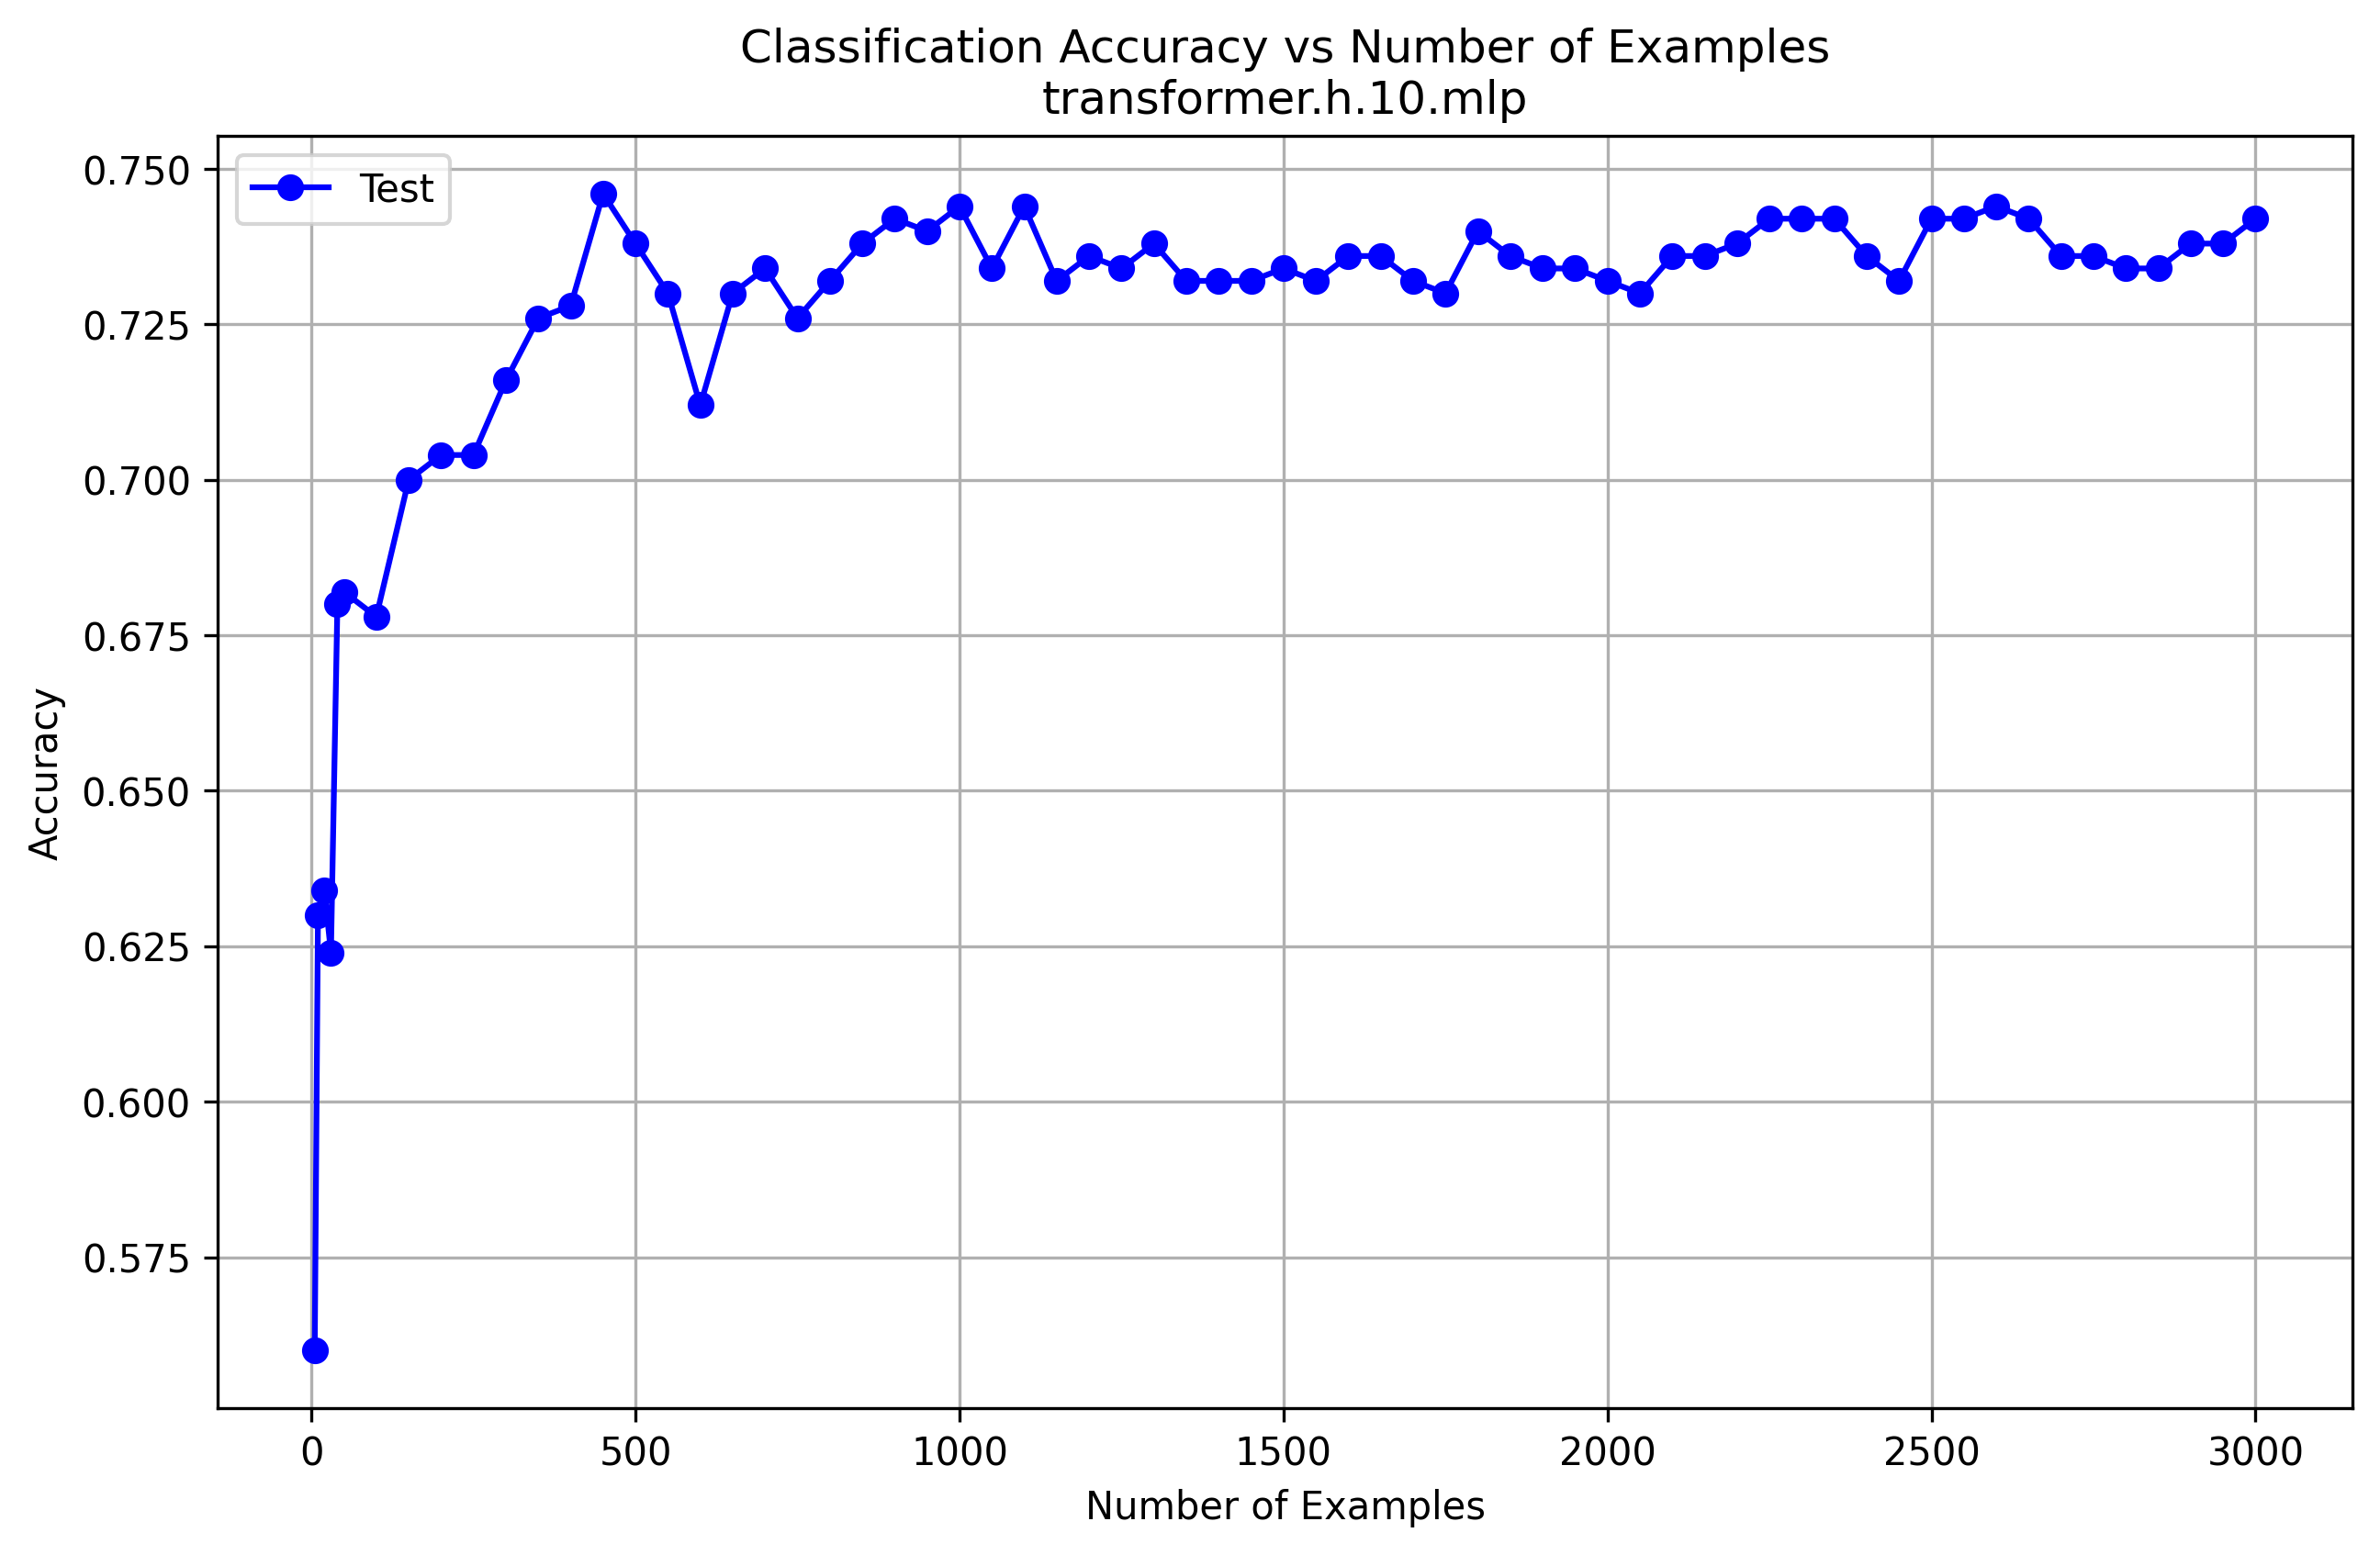 Classification Accuracy vs Number of Examples
transformer.h.10.mlp
Test
0.750
0.725
0.700
0.675
0.650
0.625
0.600
0.575
Accuracy
0 500 1000 1500 2000 2500 3000
Number of Examples